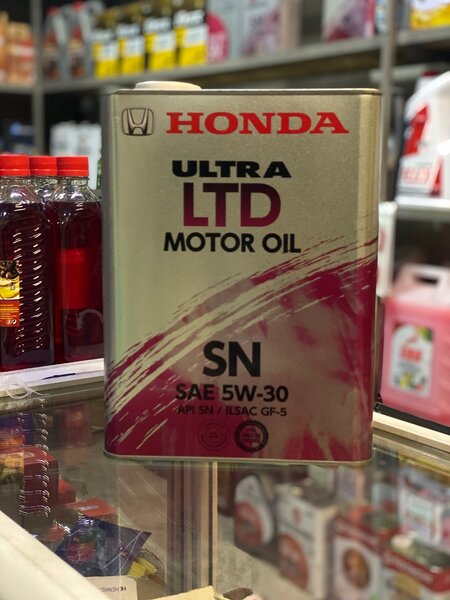 HONDA
ULTRA
LTD
MOTOR OIL
SN
SAE 5W-30
API SN / ILSAC GF-5